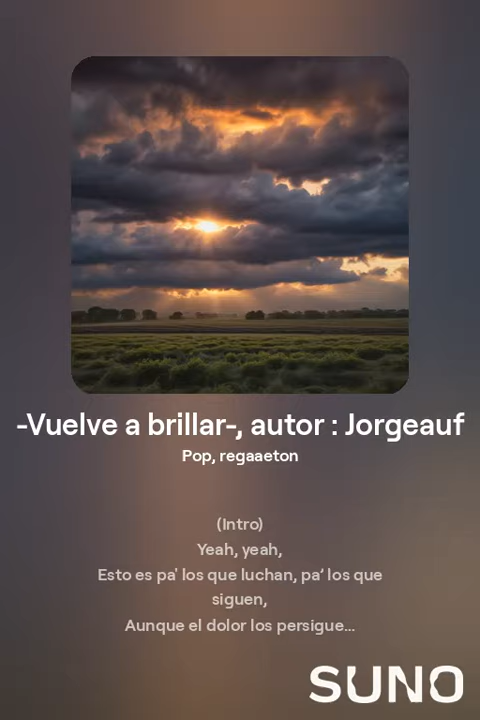 -Vuelve a brillar-, autor : Jorgeauf
Pop, regaaeton
(Intro)
Yeah, yeah,
Esto es pa' los que luchan, pa’ los que
siguen,
Aunque el dolor los persigue...
SUNO